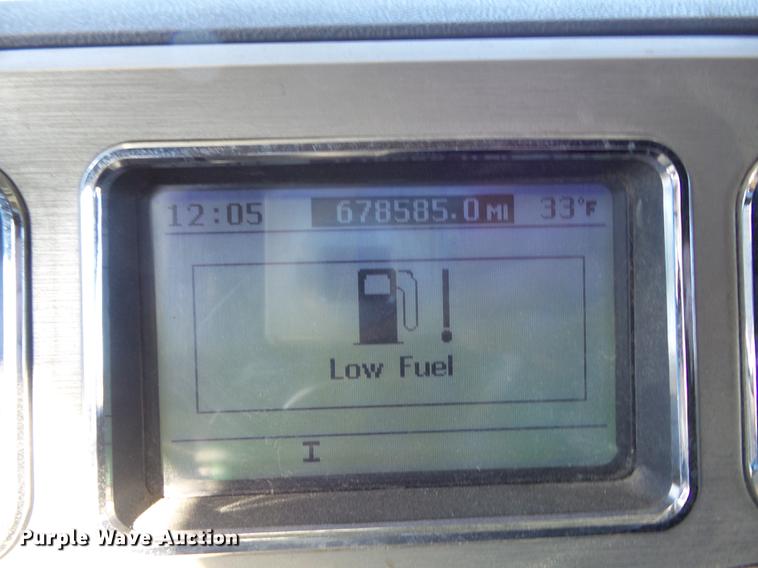 12:05 678585.0 MI 33°F
Low Fuel
Purple Wave Auction